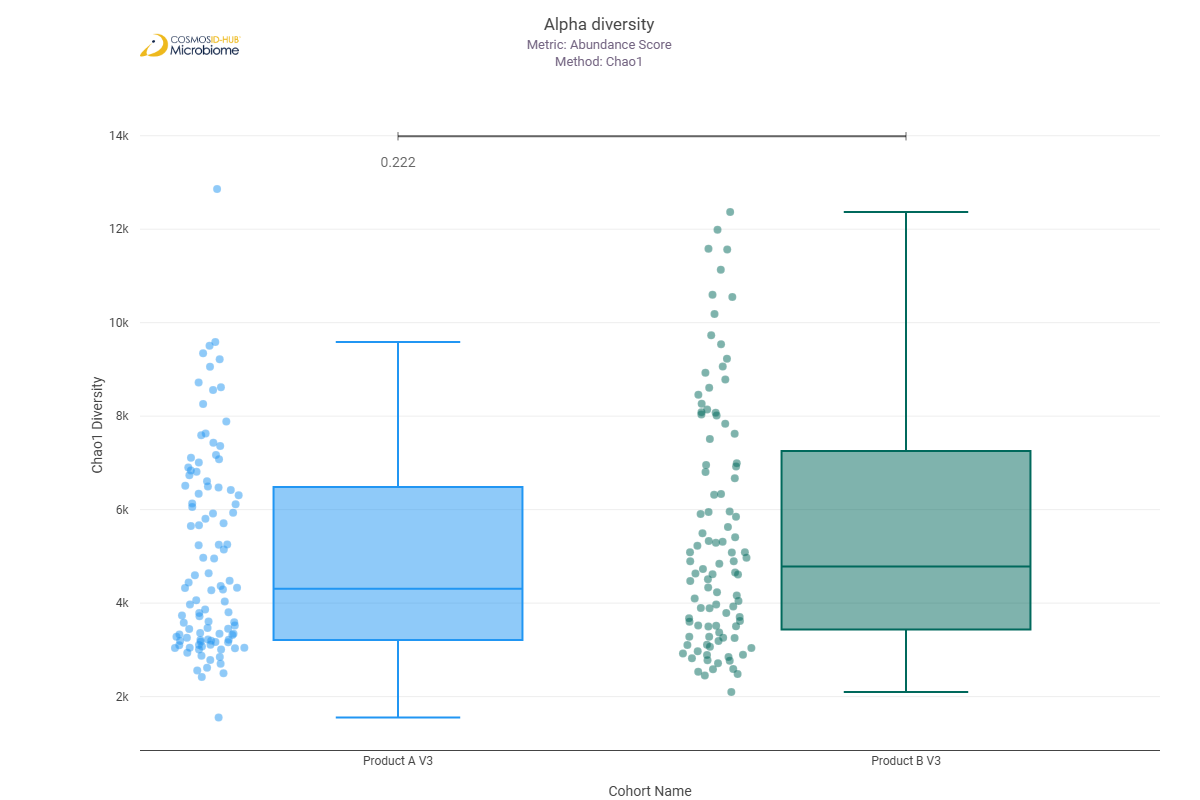 Alpha diversity
Metric: Abundance Score
Method: Chao1
COSMOSID-HUB
Microbiome
14k
0.222
12k
10k
8k
6k
4k
2k
Chao1 Diversity
Product A V3
Product B V3
Cohort Name